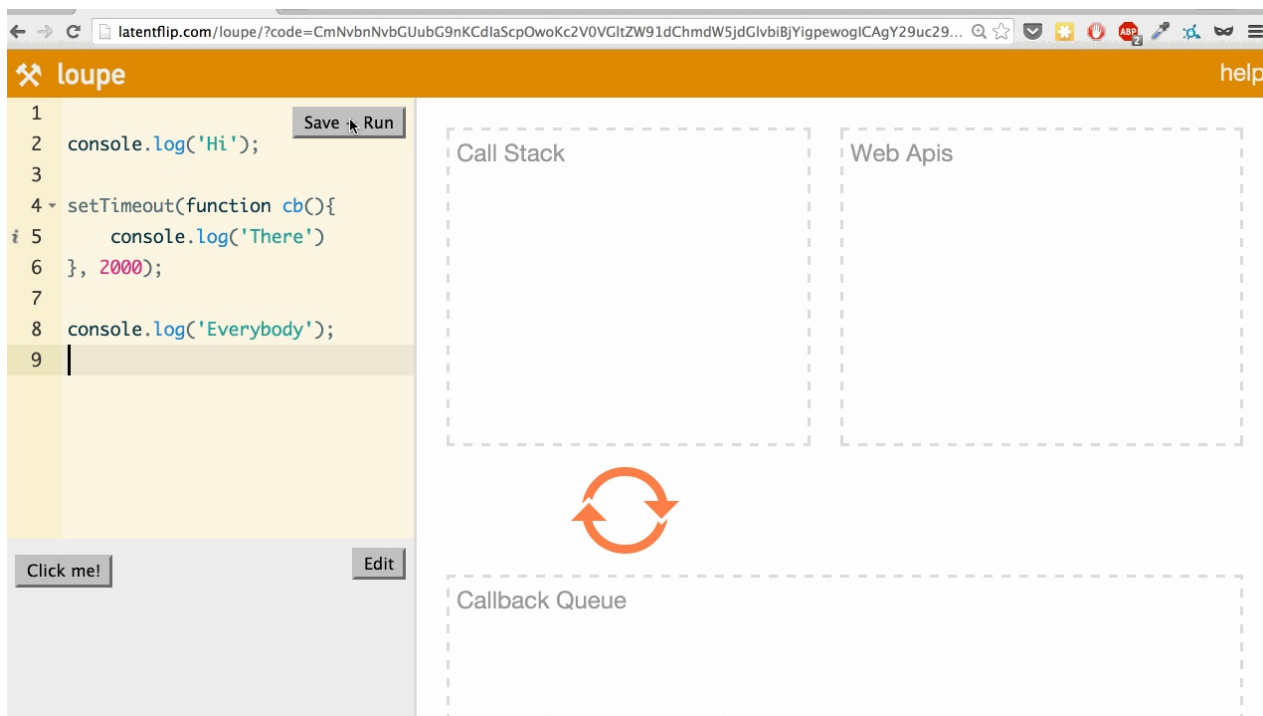 latentflip.com/loupe/?code=CmNvbnNvbGUubG9nKCdIaScpOwoKc2V0VGltZW91dChmdW5jdGlvbiBjYigpewogICAgY29uc29...
ABP
2
loupe
help
Save + Run
1
2 console.log('Hi');
3
4 setTimeout(function cb(){
i 5 console.log('There')
6 }, 2000);
7
8 console.log('Everybody');
9
Call Stack
Web Apis
Click me!
Edit
Callback Queue